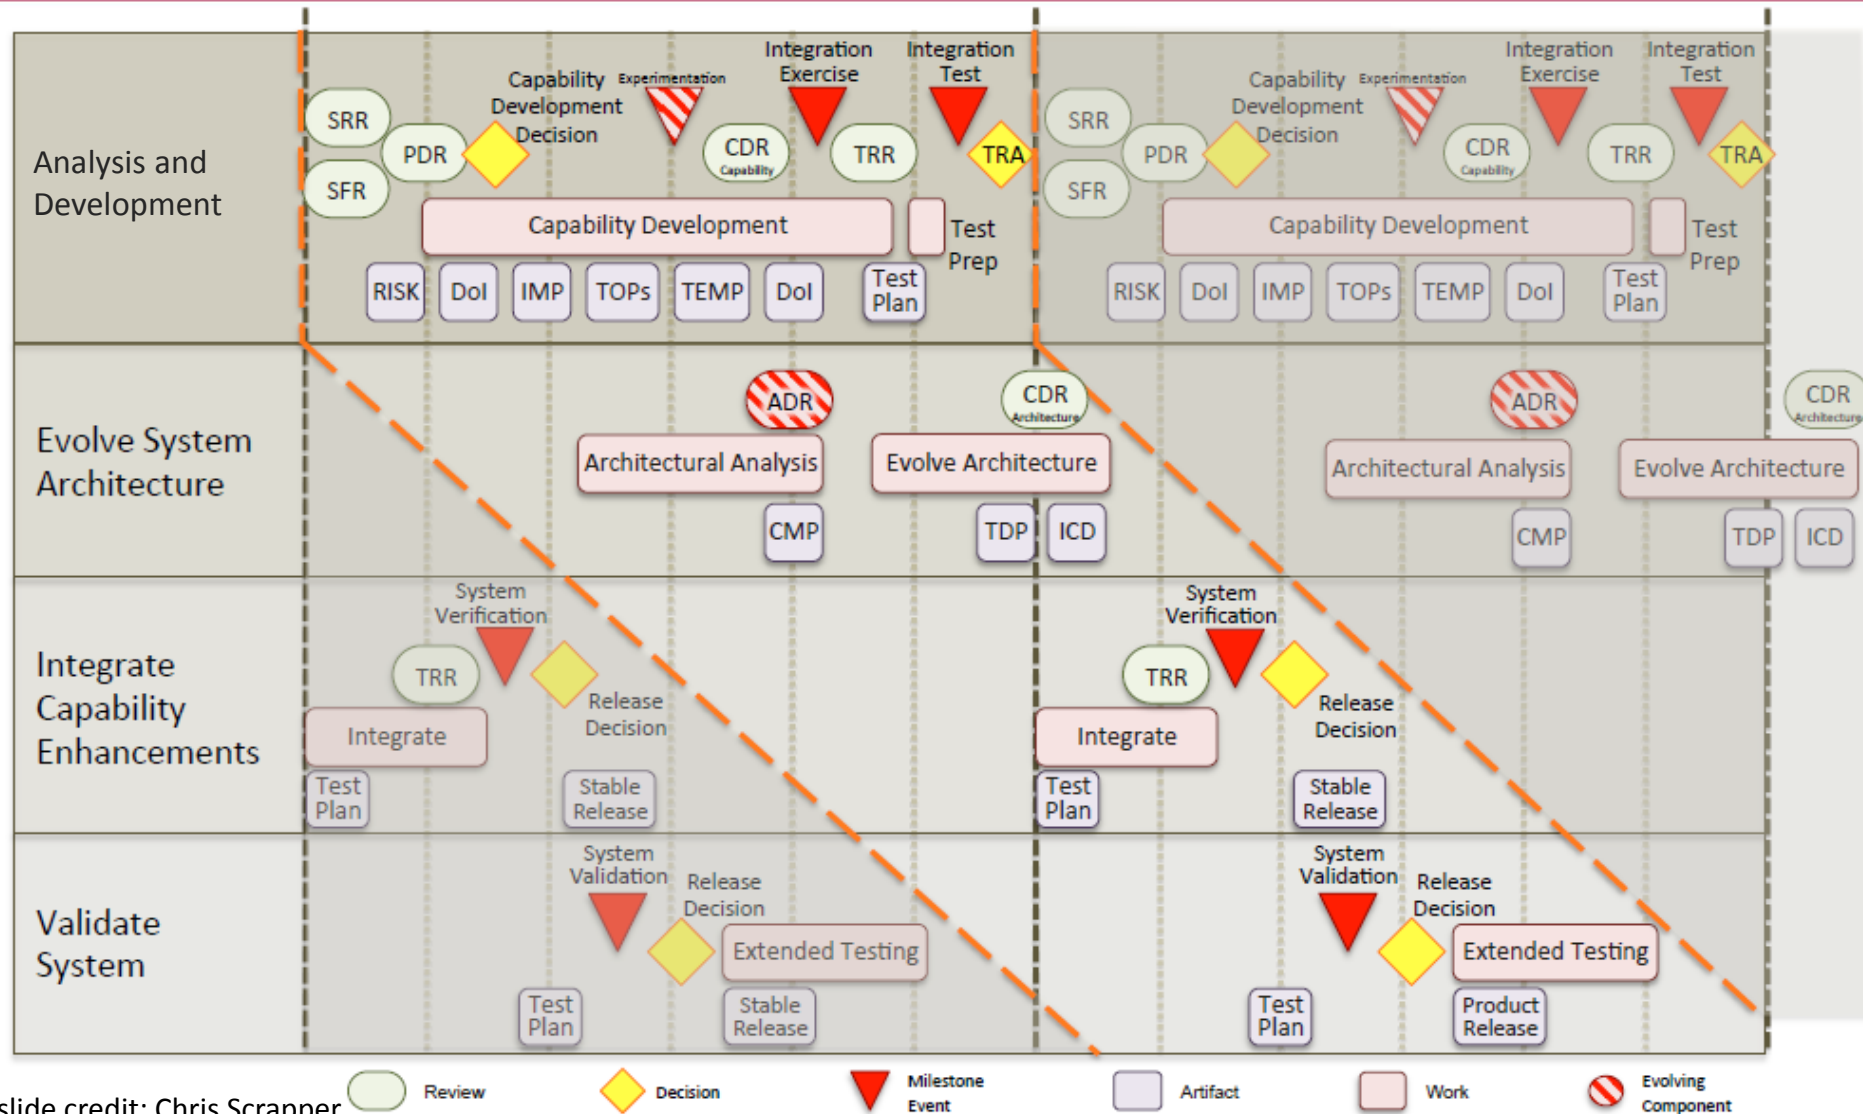 Analysis and
Development
SRR
SFR
PDR
Capability
Development
Decision
Experimentation
CDR
Capability
Integration
Exercise
TRR
Integration
Test
TRA
Capability Development
Test
Prep
RISK
DoI
IMP
TOPs
TEMP
DoI
Test
Plan
SRR
SFR
PDR
Capability
Development
Decision
Experimentation
CDR
Capability
Integration
Exercise
TRR
Integration
Test
TRA
Capability Development
Test
Prep
RISK
DoI
IMP
TOPs
TEMP
DoI
Test
Plan
Evolve System
Architecture
ADR
CDR
Architecture
Architectural Analysis
Evolve Architecture
CMP
TDP
ICD
ADR
CDR
Architecture
Architectural Analysis
Evolve Architecture
CMP
TDP
ICD
Integrate
Capability
Enhancements
System
Verification
TRR
Release
Decision
Integrate
Test
Plan
Stable
Release
System
Verification
TRR
Release
Decision
Integrate
Test
Plan
Stable
Release
Validate
System
System
Validation
Release
Decision
Extended Testing
Test
Plan
Stable
Release
System
Validation
Release
Decision
Extended Testing
Test
Plan
Product
Release
slide credit: Chris Scrapper
Review
Decision
Milestone
Event
Artifact
Work
Evolving
Component